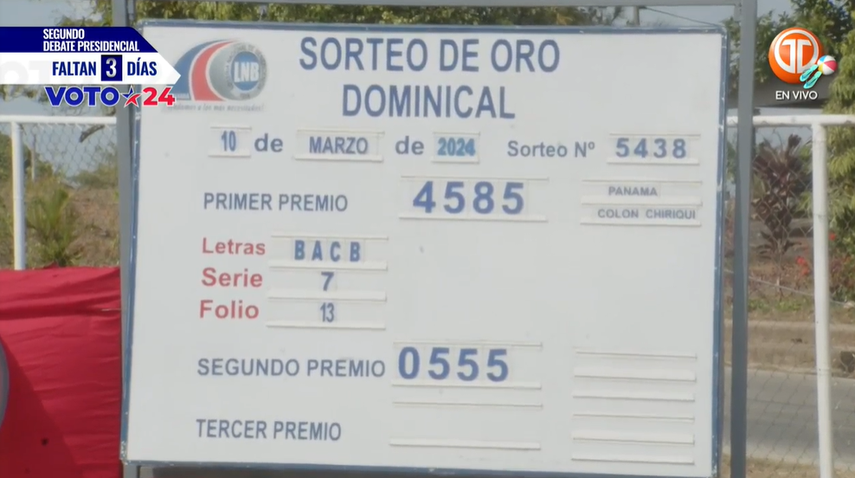 SEGUNDO
DEBATE PRESIDENCIAL
FALTAN 3 DÍAS
VOTO★24
EN VIVO
LNB
SORTEO DE ORO
DOMINICAL
10 de MARZO de 2024 Sorteo Nº 5438
PRIMER PREMIO 4585 PANAMA
COLON CHIRIQUI
Letras BACB
Serie 7
Folio 13
SEGUNDO PREMIO 0555
TERCER PREMIO